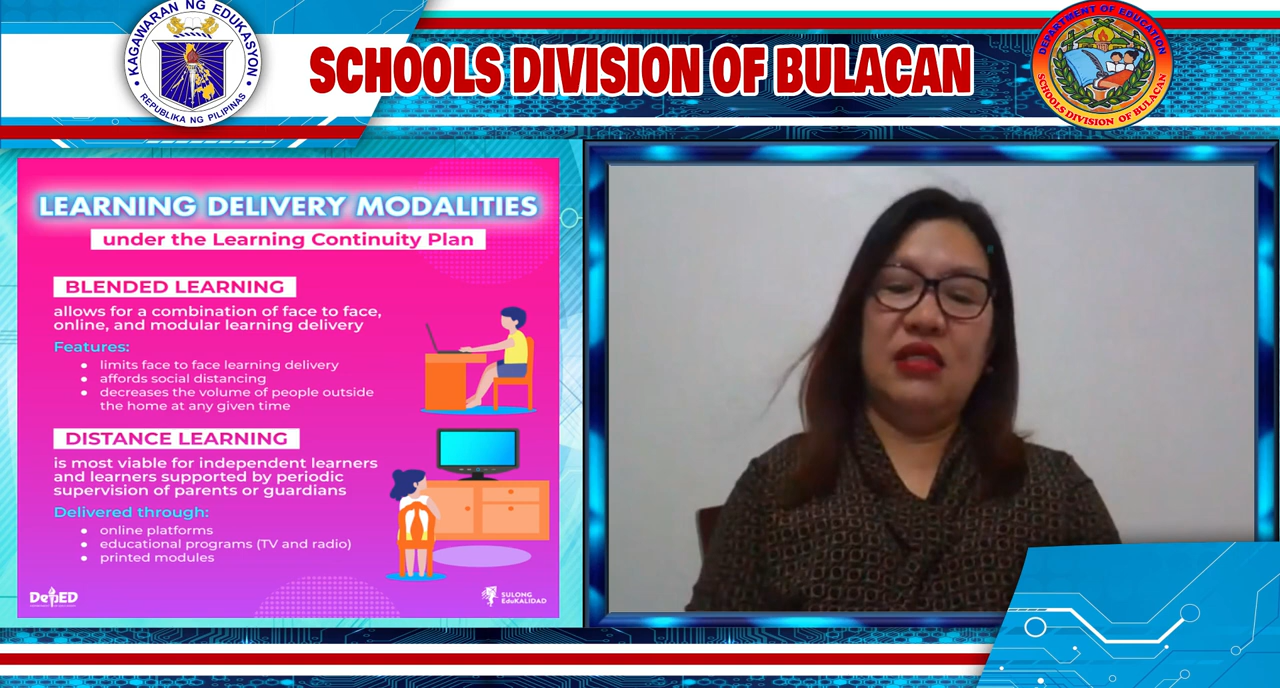 KAGAWARAN NG EDUKASYON
REPUBLIKA NG PILIPINAS
SCHOOLS DIVISION OF BULACAN
DEPARTMENT OF EDUCATION
SCHOOLS DIVISION OF BULACAN
LEARNING DELIVERY MODALITIES
under the Learning Continuity Plan
BLENDED LEARNING
allows for a combination of face to face,
online, and modular learning delivery
Features:
● limits face to face learning delivery
● affords social distancing
● decreases the volume of people outside
the home at any given time
DISTANCE LEARNING
is most viable for independent learners
and learners supported by periodic
supervision of parents or guardians
Delivered through:
● online platforms
● educational programs (TV and radio)
● printed modules
DepED
SULONG
EduKALIDAD